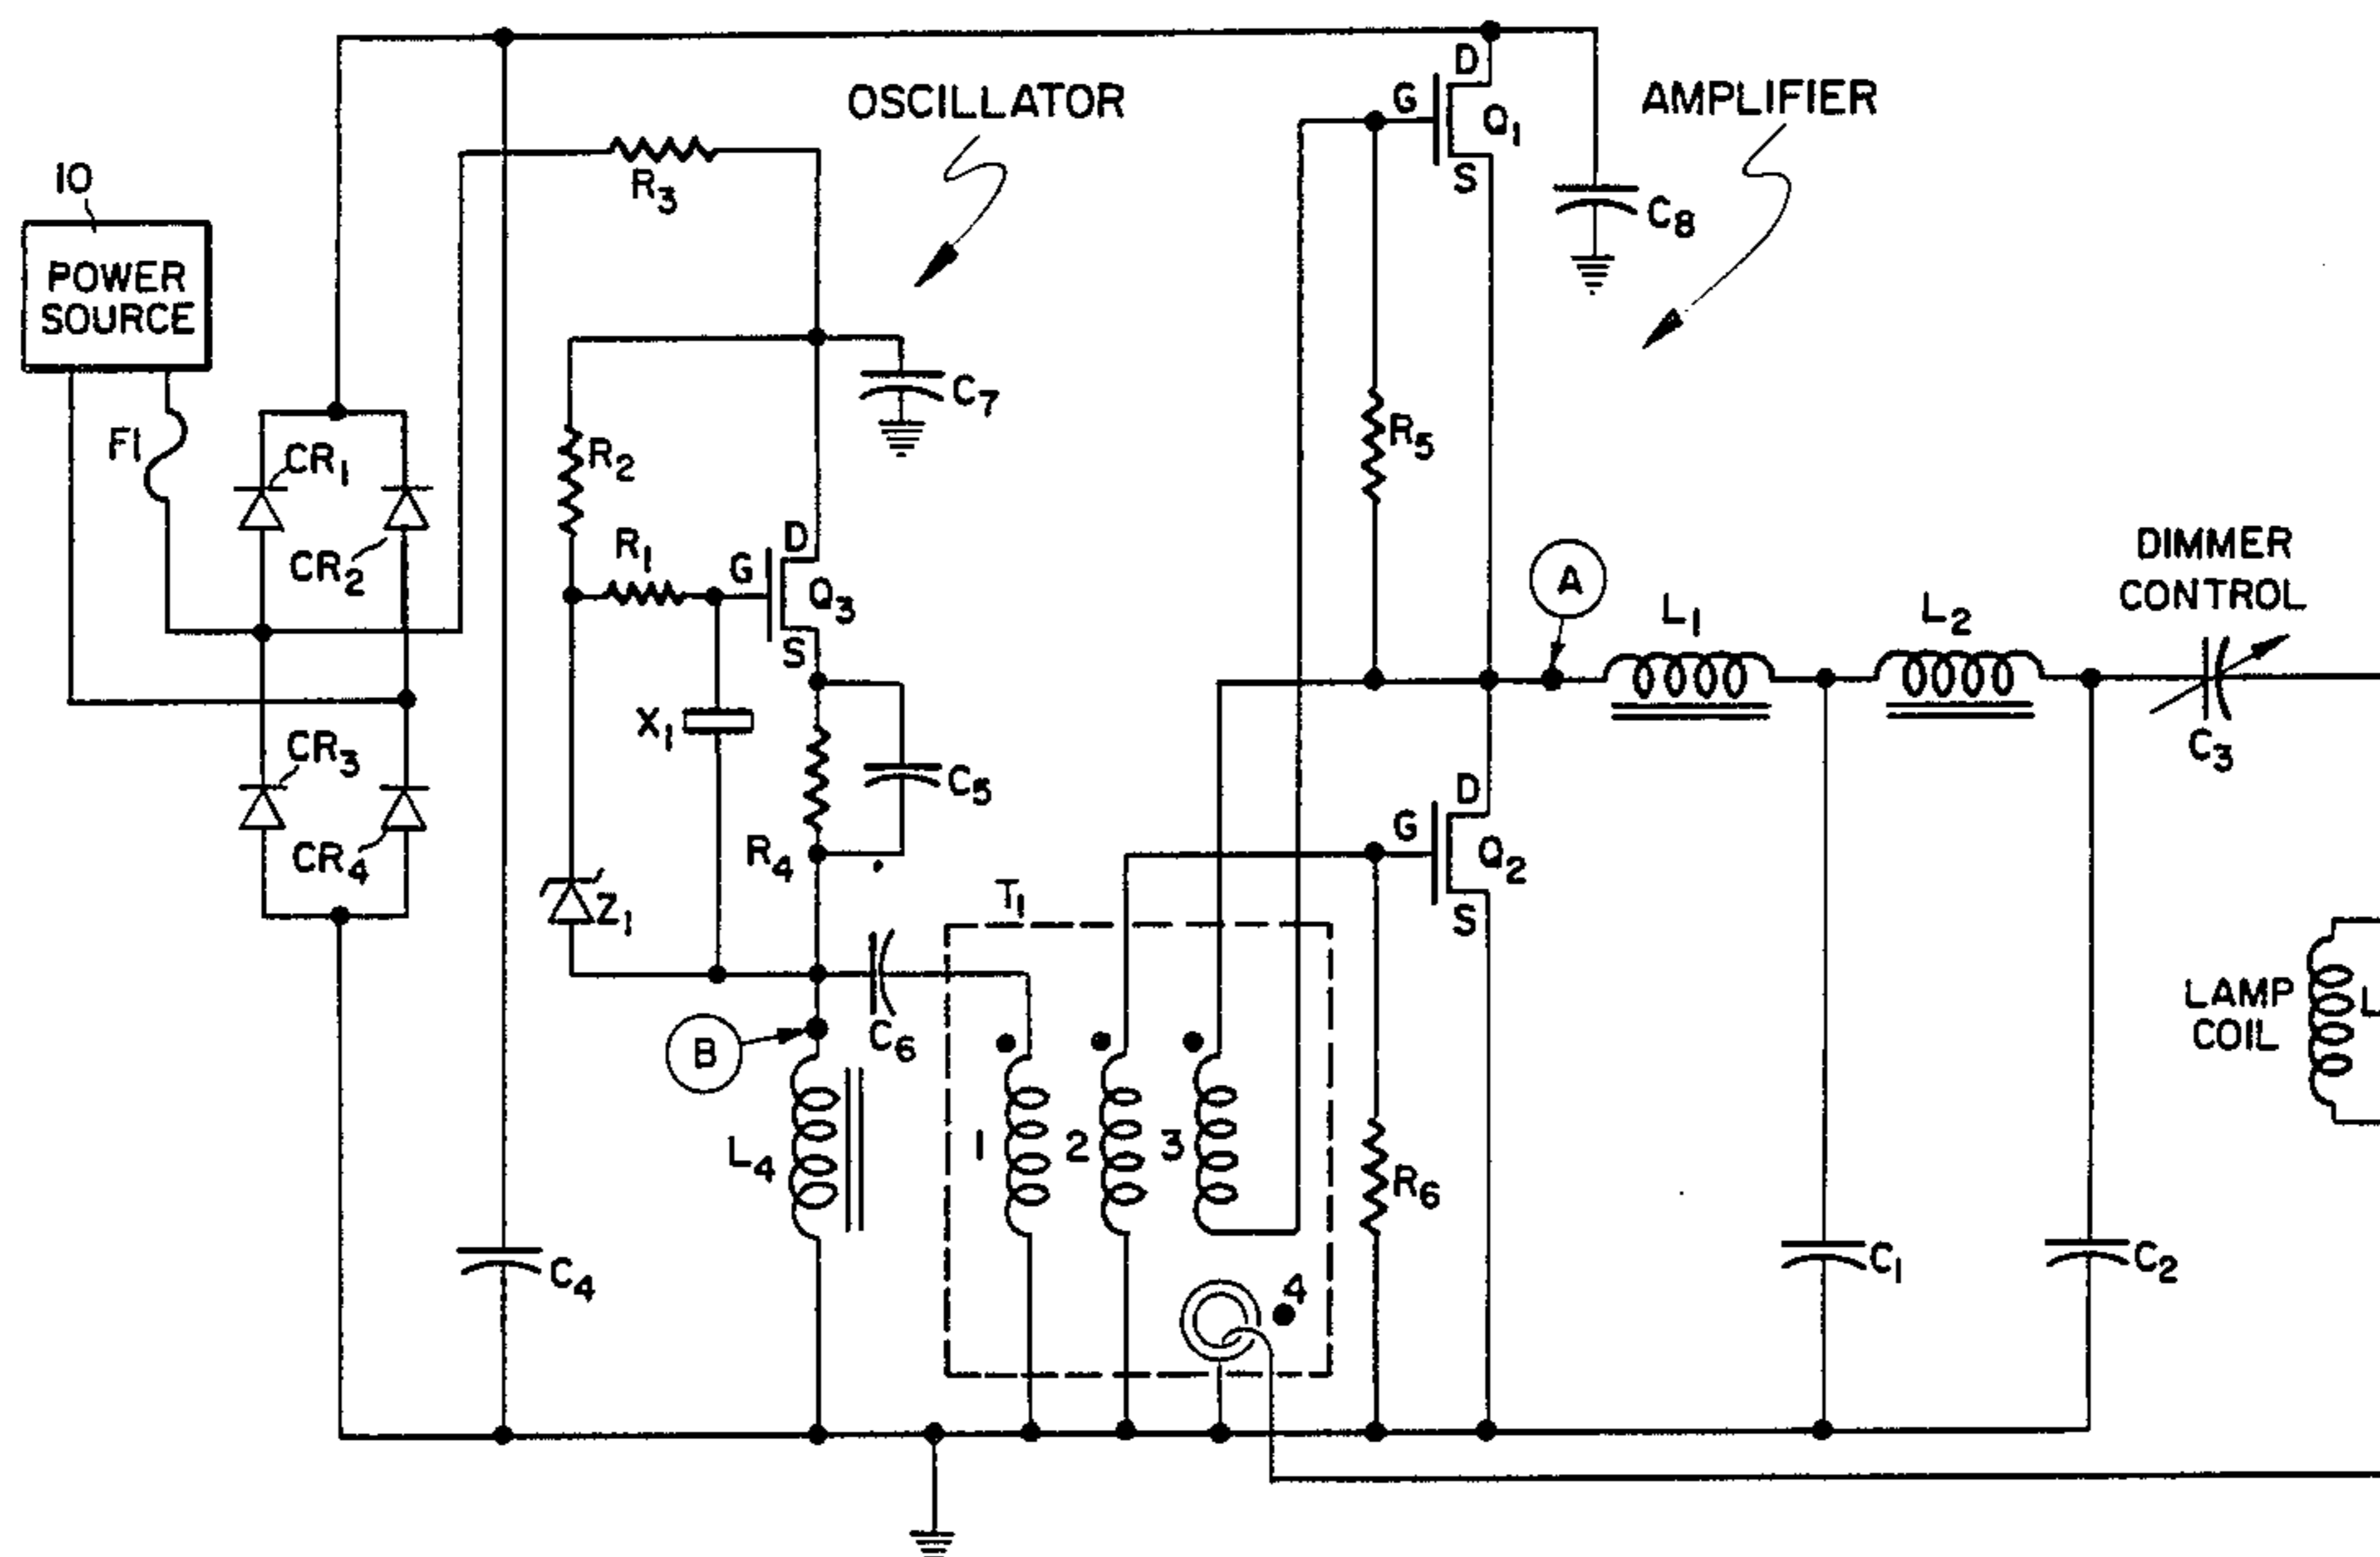 OSCILLATOR
AMPLIFIER
10
POWER
SOURCE
F1
CR1
CR2
CR3
CR4
R3
C7
R2
R1
G
D
S
Q3
X1
C5
R4
Z1
C6
B
L4
C4
T1
1
2
3
4
G
D
S
Q1
C8
R5
A
L1
L2
DIMMER
CONTROL
C3
G
D
S
Q2
R6
C1
C2
LAMP
COIL